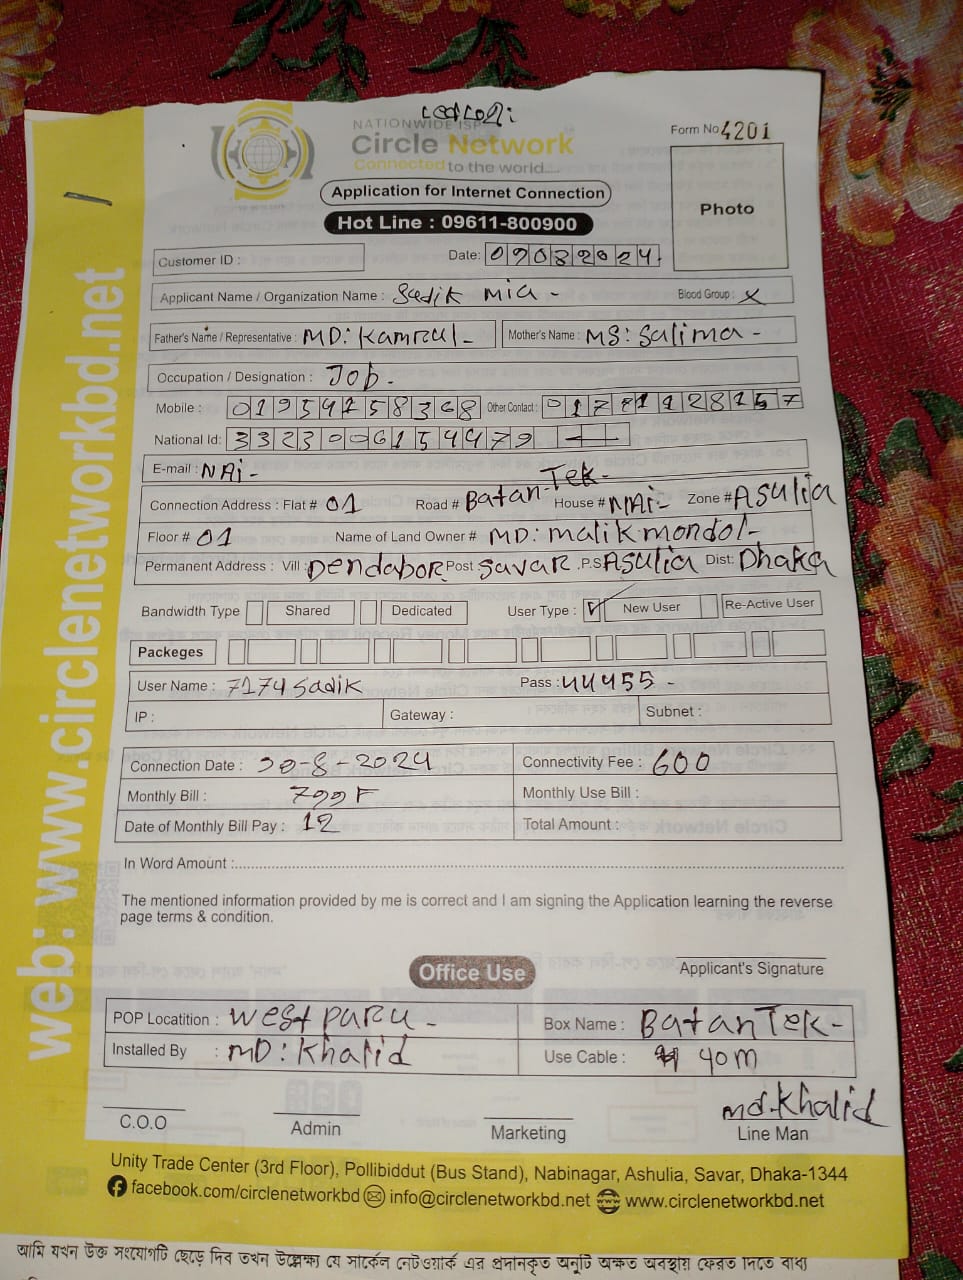 NATIONWIDE ISP
Circle Network
Connected to the world....
Form No 4201
Application for Internet Connection
Hot Line : 09611-800900
Photo
Customer ID :
Date: 09032024
Applicant Name / Organization Name : Sadik mia - Blood Group : X
Father's Name / Representative : MD: Kamrul - Mother's Name : MS: Salima -
Occupation / Designation : Job -
Mobile : 01954158368 Other Contact : 01781128157
National Id: 3323006154479
E-mail : NAi-
Connection Address : Flat # 01 Road # Batan-Tek- House # NAi- Zone # Asulia
Floor # 01 Name of Land Owner # MD: malik mondol-
Permanent Address : Vill : Dendabor Post Savar .P.S Asulia Dist: Dhaka
Bandwidth Type Shared Dedicated User Type : ✓ New User Re-Active User
Packeges
User Name : 7174Sadik Pass : 44455 -
IP : Gateway : Subnet :
Connection Date : -8-2024 Connectivity Fee : 600
Monthly Bill : Monthly Use Bill :
Date of Monthly Bill Pay : 12 Total Amount :
In Word Amount :
The mentioned information provided by me is correct and I am signing the Application learning the reverse
page terms & condition.
Applicant's Signature
Office Use
POP Locatition : West paru - Box Name : Batan Tek-
Installed By : MD: Khalid Use Cable : 40m
md.Khalid
C.O.O Admin Marketing Line Man
Unity Trade Center (3rd Floor), Pollibiddut (Bus Stand), Nabinagar, Ashulia, Savar, Dhaka-1344
facebook.com/circlenetworkbd info@circlenetworkbd.net www.circlenetworkbd.net
web: www.circlenetworkbd.net
আমি যখন উক্ত সংযোগটি ছেড়ে দিব তখন উল্লেক্ষ্য যে সার্কেল নেটওয়ার্ক এর প্রদানকৃত অনুটি অক্ষত অবস্থায় ফেরত দিতে বাধ্য